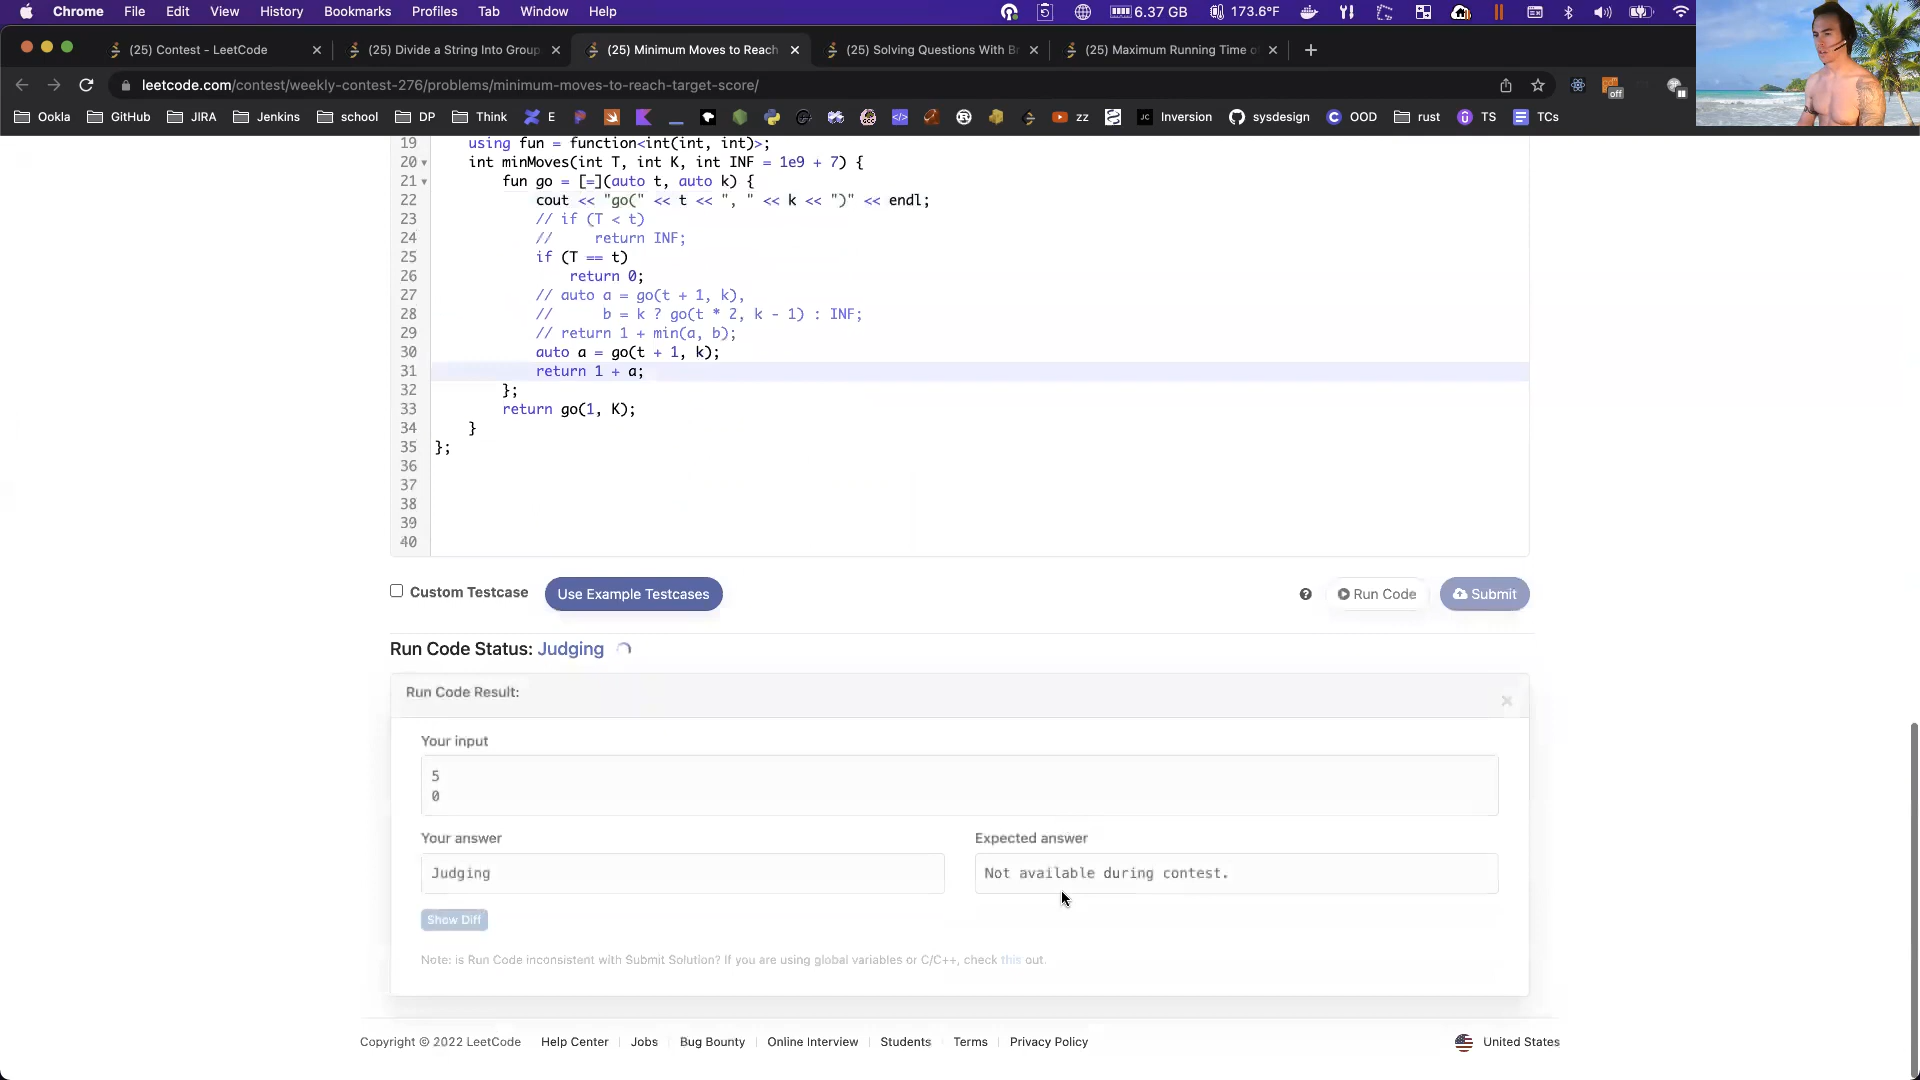 Chrome File Edit View History Bookmarks Profiles Tab Window Help 6.37 GB 173.6°F
(25) Contest - LeetCode (25) Divide a String Into Group (25) Minimum Moves to Reach (25) Solving Questions With Br (25) Maximum Running Time o
leetcode.com/contest/weekly-contest-276/problems/minimum-moves-to-reach-target-score/
off
Ookla GitHub JIRA Jenkins school DP Think E zz JC Inversion sysdesign OOD rust TS TCs
19 using fun = function<int(int, int)>;
20 int minMoves(int T, int K, int INF = 1e9 + 7) {
21 fun go = [=](auto t, auto k) {
22 cout << "go(" << t << ", " << k << ")" << endl;
23 // if (T < t)
24 // return INF;
25 if (T == t)
26 return 0;
27 // auto a = go(t + 1, k),
28 // b = k ? go(t * 2, k - 1) : INF;
29 // return 1 + min(a, b);
30 auto a = go(t + 1, k);
31 return 1 + a;
32 };
33 return go(1, K);
34 }
35 };
36
37
38
39
40
Custom Testcase Use Example Testcases Run Code Submit
Run Code Status: Judging
Run Code Result:
Your input
5
0
Your answer Expected answer
Judging Not available during contest.
Show Diff
Note: is Run Code inconsistent with Submit Solution? If you are using global variables or C/C++, check this out.
Copyright © 2022 LeetCode Help Center Jobs Bug Bounty Online Interview Students Terms Privacy Policy United States